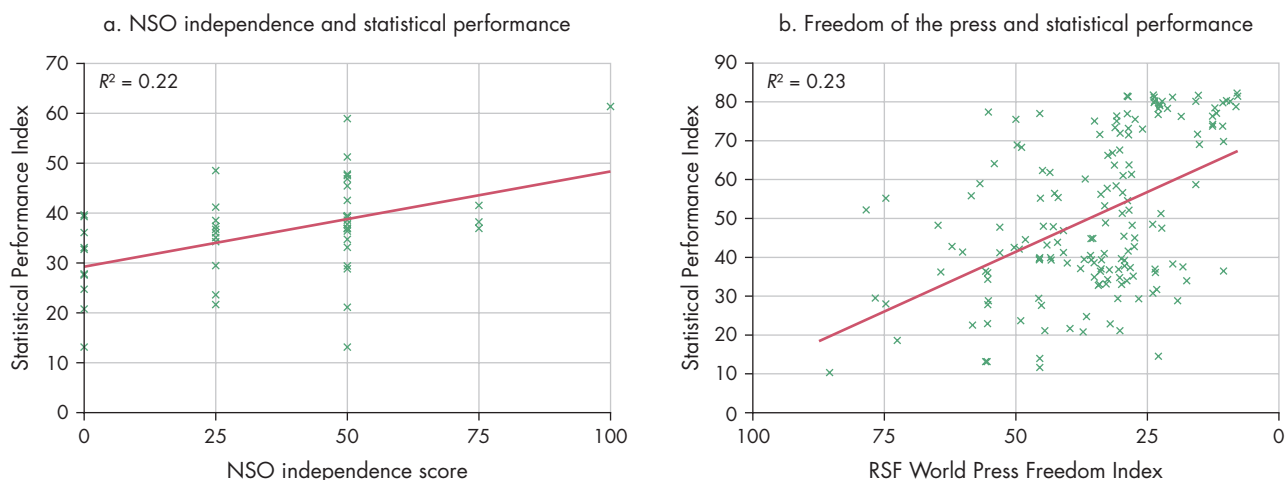 a. NSO independence and statistical performance
70
60
50
40
30
20
10
0
R² = 0.22
Statistical Performance Index
0 25 50 75 100
NSO independence score
b. Freedom of the press and statistical performance
90
80
70
60
50
40
30
20
10
0
R² = 0.23
Statistical Performance Index
100 75 50 25 0
RSF World Press Freedom Index